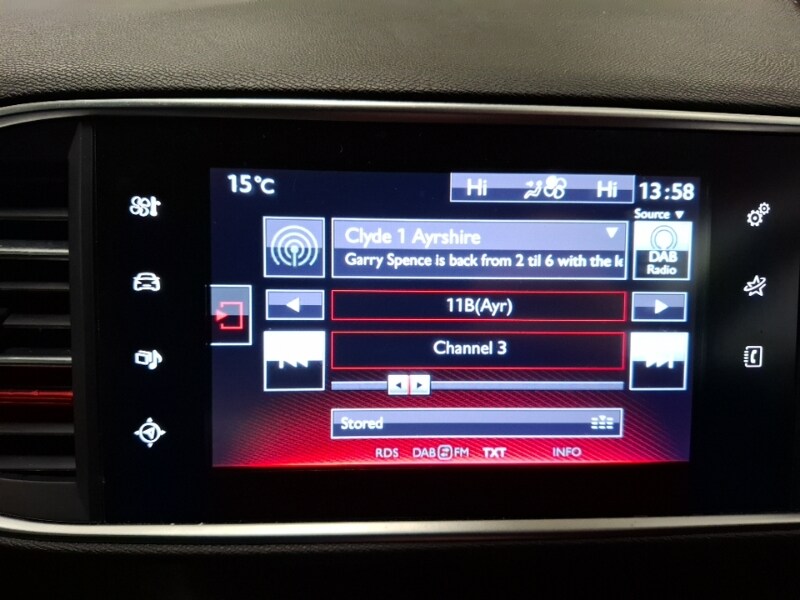 15°C
Hi Hi 13:58
Source
Clyde 1 Ayrshire
Garry Spence is back from 2 til 6 with the k
DAB
Radio
11B(Ayr)
Channel 3
Stored
RDS DAB FM TXT INFO